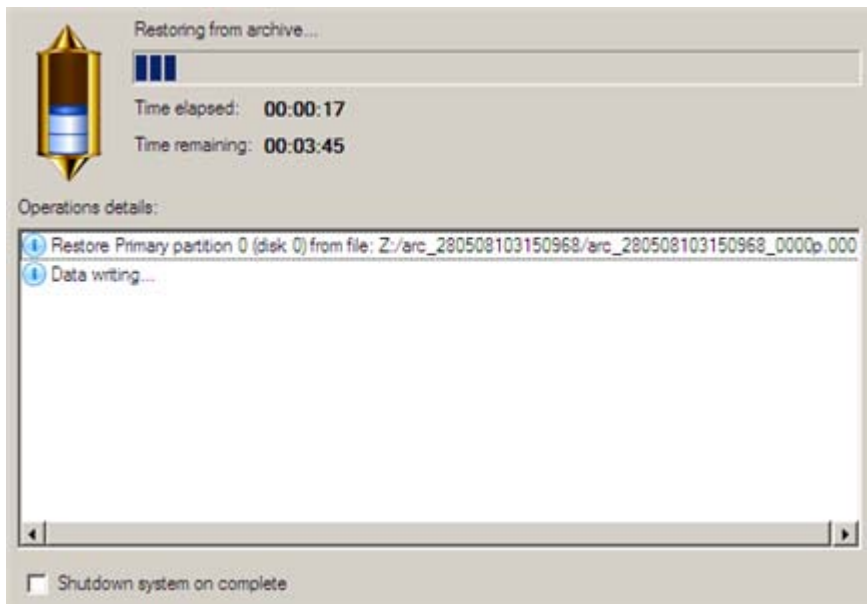 Restoring from archive...
Time elapsed: 00:00:17
Time remaining: 00:03:45
Operations details:
Restore Primary partition 0 (disk 0) from file: Z:/arc_280508103150968/arc_280508103150968_0000p.000
Data writing...
Shutdown system on complete